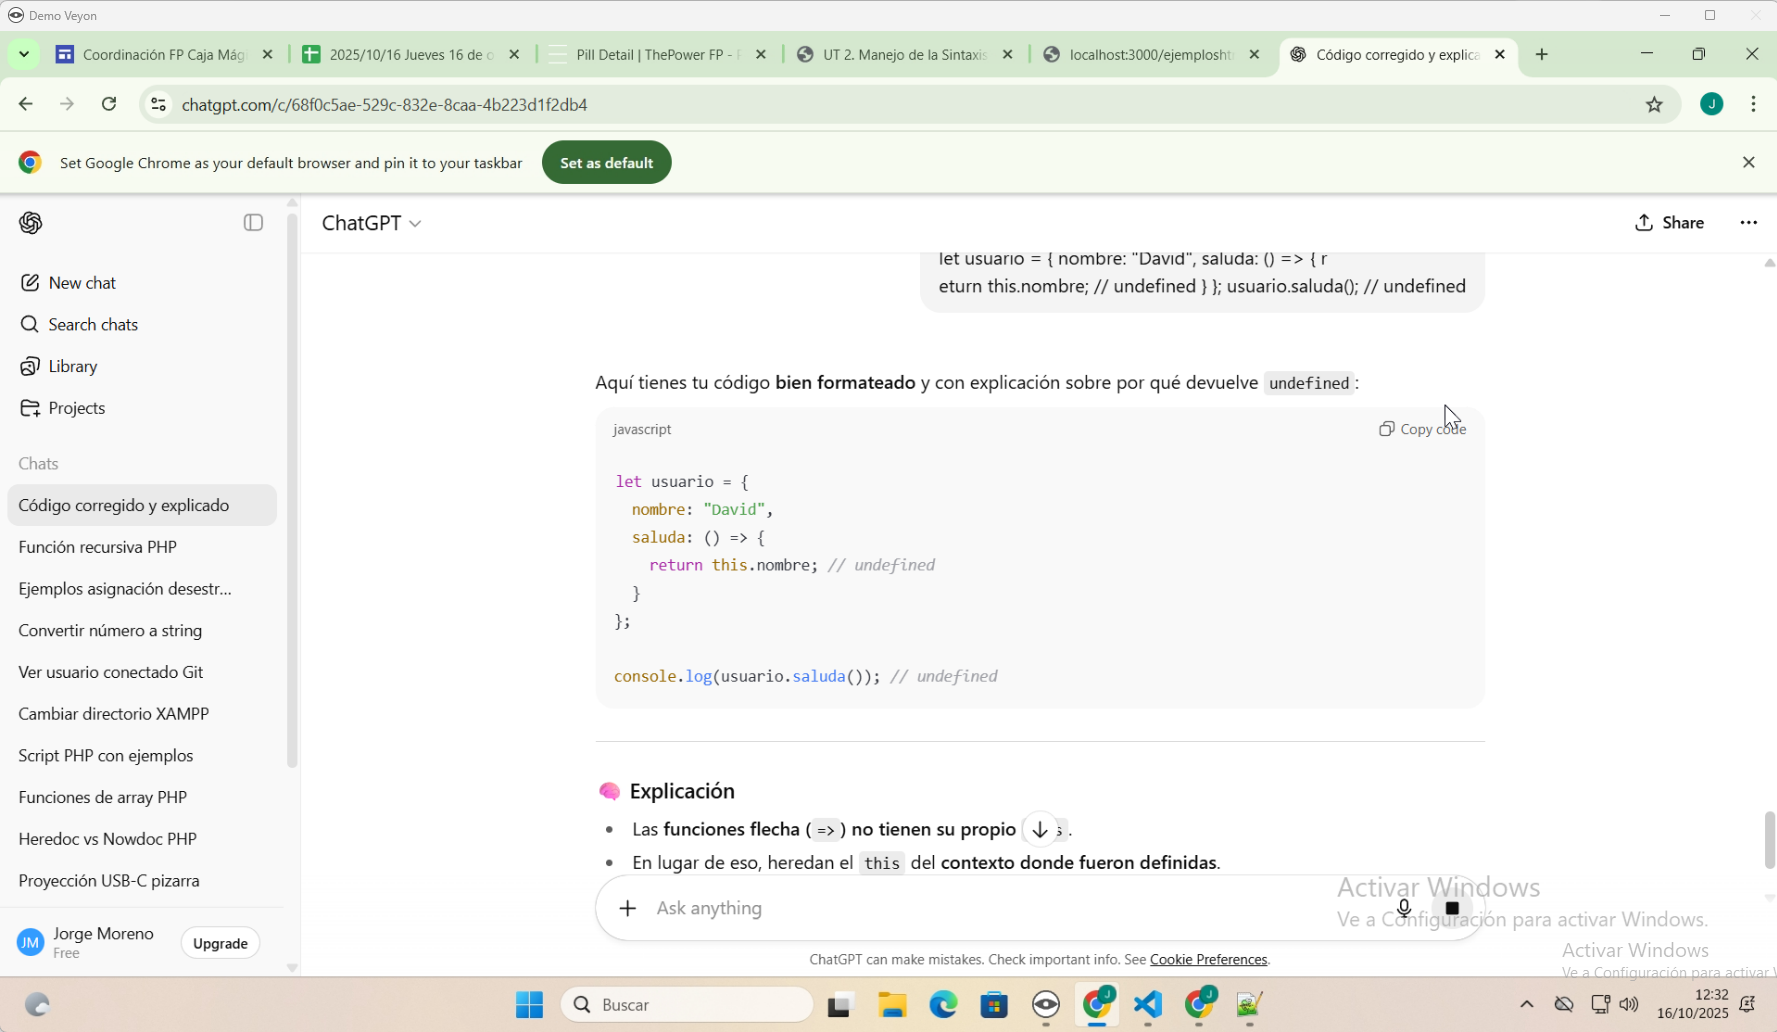 Demo Veyon
Coordinación FP Caja Mág
2025/10/16 Jueves 16 de o
Pill Detail | ThePower FP -
UT 2. Manejo de la Sintaxis
localhost:3000/ejemplosht
Código corregido y explica
chatgpt.com/c/68f0c5ae-529c-832e-8caa-4b223d1f2db4
J
Set Google Chrome as your default browser and pin it to your taskbar
Set as default
ChatGPT
Share
New chat
Search chats
Library
Projects
Chats
Código corregido y explicado
Función recursiva PHP
Ejemplos asignación desestr...
Convertir número a string
Ver usuario conectado Git
Cambiar directorio XAMPP
Script PHP con ejemplos
Funciones de array PHP
Heredoc vs Nowdoc PHP
Proyección USB-C pizarra
JM
Jorge Moreno
Free
Upgrade
let usuario = { nombre: "David", saluda: () => { r
eturn this.nombre; // undefined } }; usuario.saluda(); // undefined
Aquí tienes tu código bien formateado y con explicación sobre por qué devuelve undefined :
javascript
Copy code
let usuario = {
nombre: "David",
saluda: () => {
return this.nombre; // undefined
}
};
console.log(usuario.saluda()); // undefined
🧠 Explicación
• Las funciones flecha ( => ) no tienen su propio
• En lugar de eso, heredan el this del contexto donde fueron definidas.
Ask anything
Activar Windows
Ve a Configuración para activar Windows.
ChatGPT can make mistakes. Check important info. See Cookie Preferences.
Activar Windows
Ve a Configuración para activar
Buscar
J
J
12:32
16/10/2025